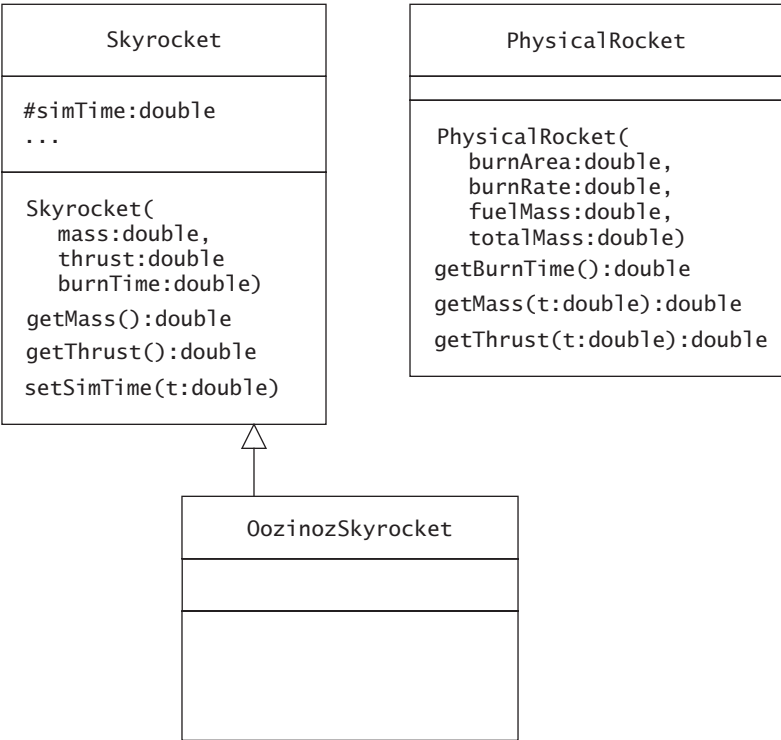 Skyrocket
#simTime:double
...
Skyrocket(
mass:double,
thrust:double
burnTime:double)
getMass():double
getThrust():double
setSimTime(t:double)
PhysicalRocket
PhysicalRocket(
burnArea:double,
burnRate:double,
fuelMass:double,
totalMass:double)
getBurnTime():double
getMass(t:double):double
getThrust(t:double):double
OozinozSkyrocket